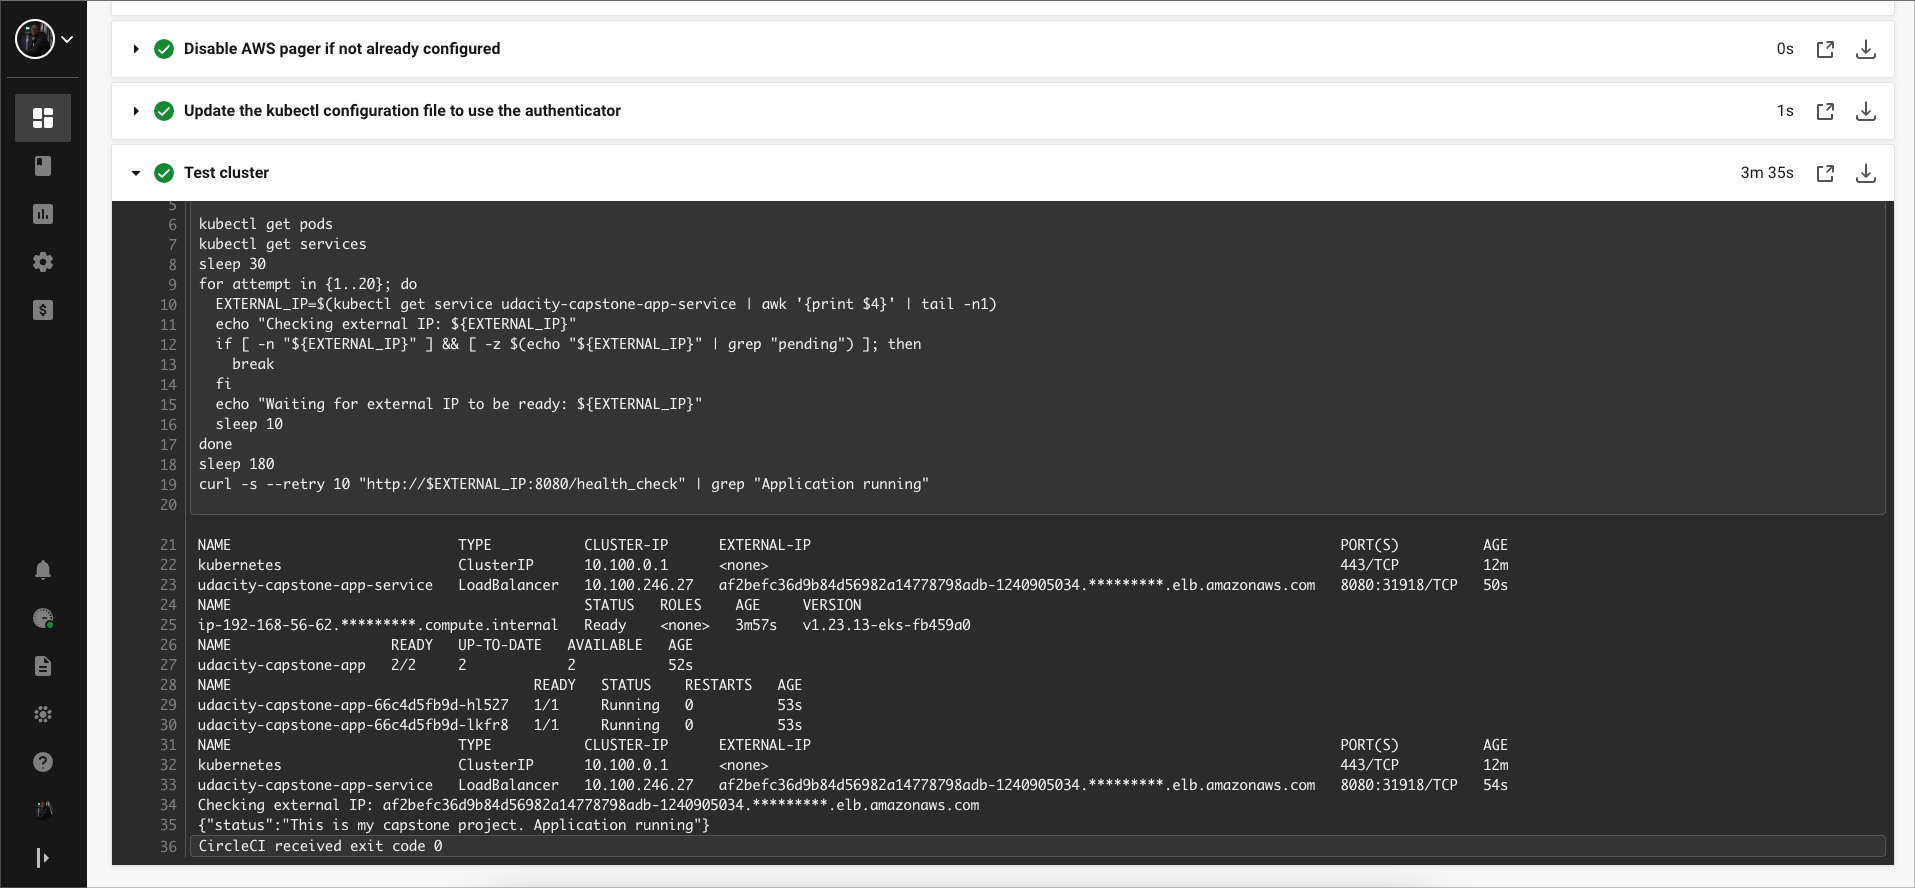 Disable AWS pager if not already configured 0s
Update the kubectl configuration file to use the authenticator 1s
Test cluster 3m 35s
5
6 kubectl get pods
7 kubectl get services
8 sleep 30
9 for attempt in {1..20}; do
10   EXTERNAL_IP=$(kubectl get service udacity-capstone-app-service | awk '{print $4}' | tail -n1)
11   echo "Checking external IP: ${EXTERNAL_IP}"
12   if [ -n "${EXTERNAL_IP}" ] && [ -z $(echo "${EXTERNAL_IP}" | grep "pending") ]; then
13     break
14   fi
15   echo "Waiting for external IP to be ready: ${EXTERNAL_IP}"
16   sleep 10
17 done
18 sleep 180
19 curl -s --retry 10 "http://$EXTERNAL_IP:8080/health_check" | grep "Application running"
20
21 NAME TYPE CLUSTER-IP EXTERNAL-IP PORT(S) AGE
22 kubernetes ClusterIP 10.100.0.1 <none> 443/TCP 12m
23 udacity-capstone-app-service LoadBalancer 10.100.246.27 af2befc36d9b84d56982a14778798adb-1240905034.*********.elb.amazonaws.com 8080:31918/TCP 50s
24 NAME STATUS ROLES AGE VERSION
25 ip-192-168-56-62.*********.compute.internal Ready <none> 3m57s v1.23.13-eks-fb459a0
26 NAME READY UP-TO-DATE AVAILABLE AGE
27 udacity-capstone-app 2/2 2 2 52s
28 NAME READY STATUS RESTARTS AGE
29 udacity-capstone-app-66c4d5fb9d-hl527 1/1 Running 0 53s
30 udacity-capstone-app-66c4d5fb9d-lkfr8 1/1 Running 0 53s
31 NAME TYPE CLUSTER-IP EXTERNAL-IP PORT(S) AGE
32 kubernetes ClusterIP 10.100.0.1 <none> 443/TCP 12m
33 udacity-capstone-app-service LoadBalancer 10.100.246.27 af2befc36d9b84d56982a14778798adb-1240905034.*********.elb.amazonaws.com 8080:31918/TCP 54s
34 Checking external IP: af2befc36d9b84d56982a14778798adb-1240905034.*********.elb.amazonaws.com
35 {"status":"This is my capstone project. Application running"}
36 CircleCI received exit code 0